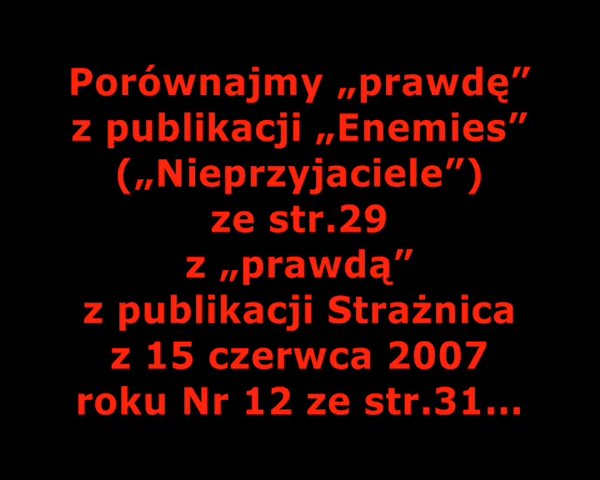 Porównajmy „prawdę”
z publikacji „Enemies”
(„Nieprzyjaciele”)
ze str.29
z „prawdą”
z publikacji Strażnica
z 15 czerwca 2007
roku Nr 12 ze str.31...